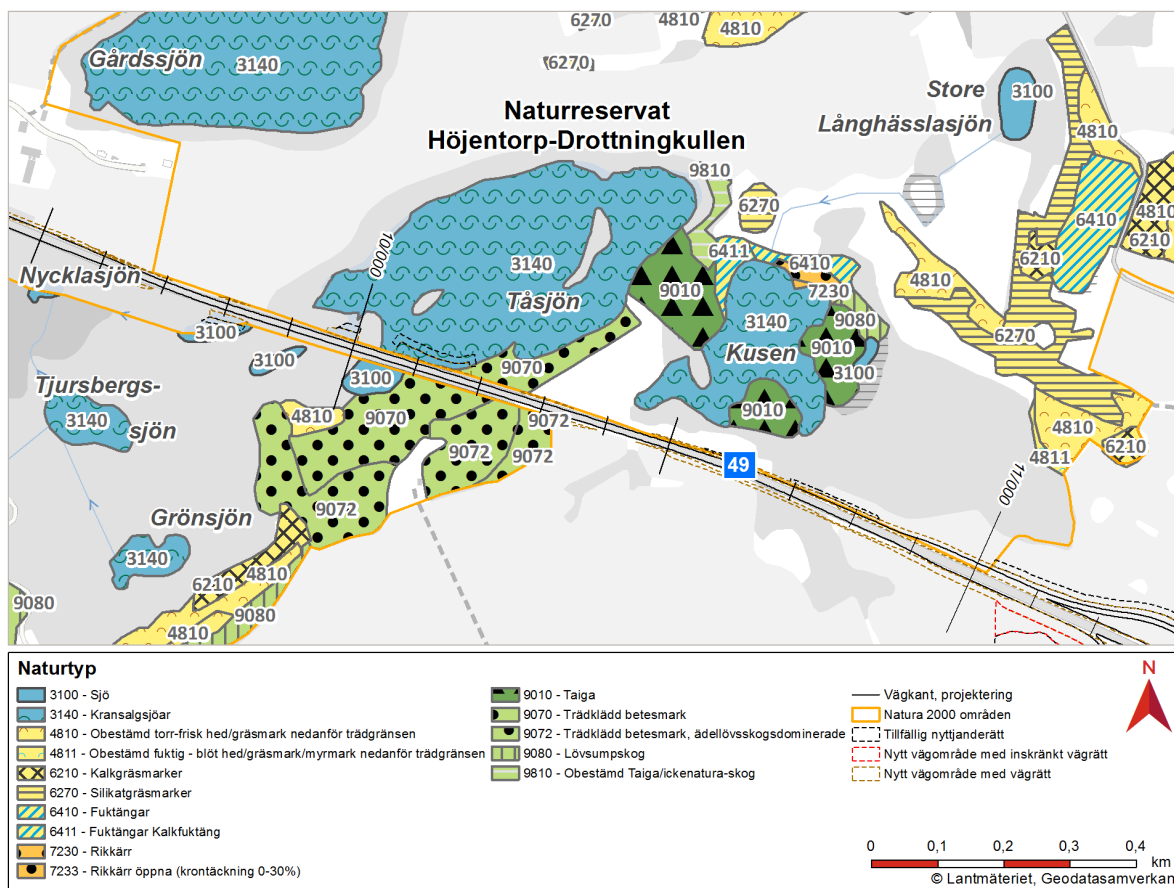 6270
4810
4810
6270
Gårdssjön
3140
Store
3100
Långhässlasjön
Naturreservat
Höjentorp-Drottningkullen
4810
9810
6270
4810
6410
6210
6210
6411
6410
10/000
3140
Nycklasjön
Tåsjön
9010
7230
4810
3140
9080
6270
3100
Kusen
9010
3100
3100
3100
9070
Tjursbergs-
sjön
3140
4810
9070
9072
9010
9072
9072
4810
6210
4811
49
11/000
9072
Grönsjön
3140
6210
4810
9080
9080
4810
Naturtyp
3100 - Sjö
3140 - Kransalgsjöar
4810 - Obestämd torr-frisk hed/gräsmark nedanför trädgränsen
4811 - Obestämd fuktig - blöt hed/gräsmark/myrmark nedanför trädgränsen
6210 - Kalkgräsmarker
6270 - Silikatgräsmarker
6410 - Fuktängar
6411 - Fuktängar Kalkfuktäng
7230 - Rikkärr
7233 - Rikkärr öppna (krontäckning 0-30%)
9010 - Taiga
9070 - Trädklädd betesmark
9072 - Trädklädd betesmark, ädellövsskogsdominerade
9080 - Lövsumpskog
9810 - Obestämd Taiga/ickenatura-skog
Vägkant, projektering
Natura 2000 områden
Tillfällig nyttjanderätt
Nytt vägområde med inskränkt vägrätt
Nytt vägområde med vägrätt
N
0 0,1 0,2 0,3 0,4
km
© Lantmäteriet, Geodatasamverkan